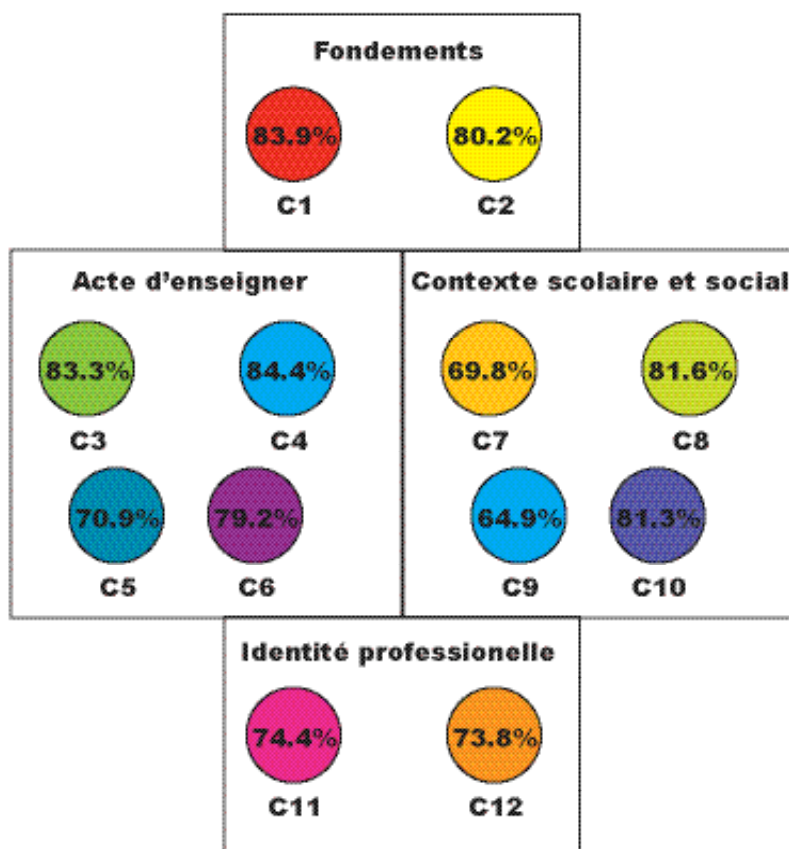 Fondements
83.9% 80.2%
C1 C2
Acte d'enseigner
83.3% 84.4%
C3 C4
70.9% 79.2%
C5 C6
Contexte scolaire et social
69.8% 81.6%
C7 C8
64.9% 81.3%
C9 C10
Identité professionelle
74.4% 73.8%
C11 C12